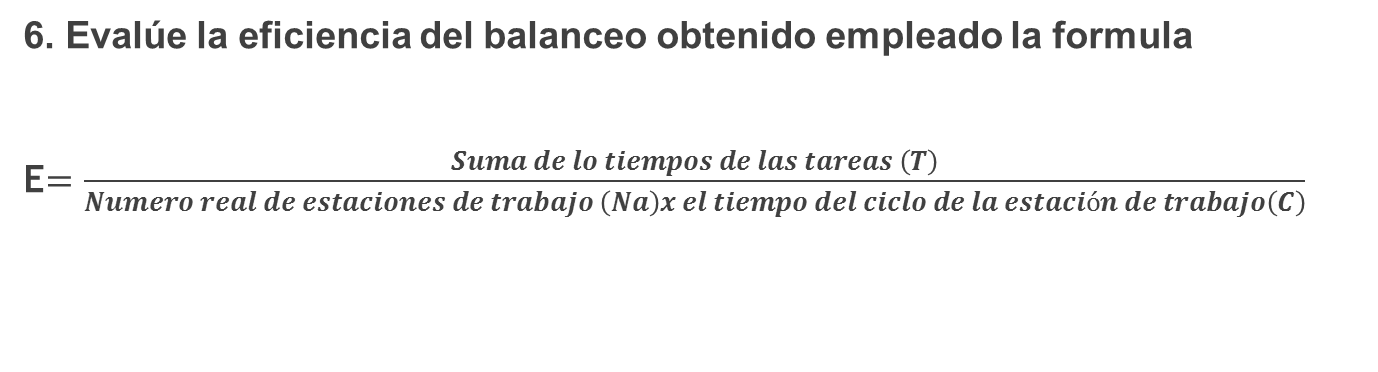 6. Evalúe la eficiencia del balanceo obtenido empleado la formula
E= Suma de lo tiempos de las tareas (T)
Numero real de estaciones de trabajo (Na)x el tiempo del ciclo de la estación de trabajo(C)